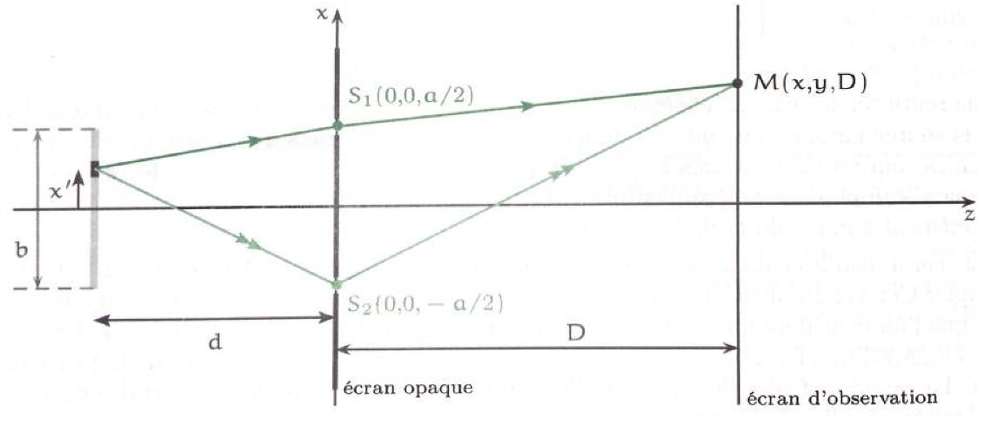 x
S₁(0,0,a/2)
M(x,y,D)
x′
z
b
S₂(0,0, − a/2)
d
D
écran opaque
écran d'observation